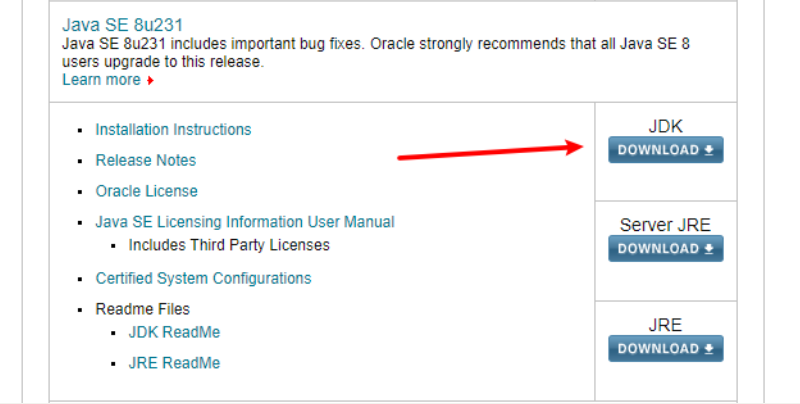 Java SE 8u231
Java SE 8u231 includes important bug fixes. Oracle strongly recommends that all Java SE 8
users upgrade to this release.
Learn more
Installation Instructions
Release Notes
Oracle License
Java SE Licensing Information User Manual
Includes Third Party Licenses
Certified System Configurations
Readme Files
JDK ReadMe
JRE ReadMe
JDK
DOWNLOAD
Server JRE
DOWNLOAD
JRE
DOWNLOAD